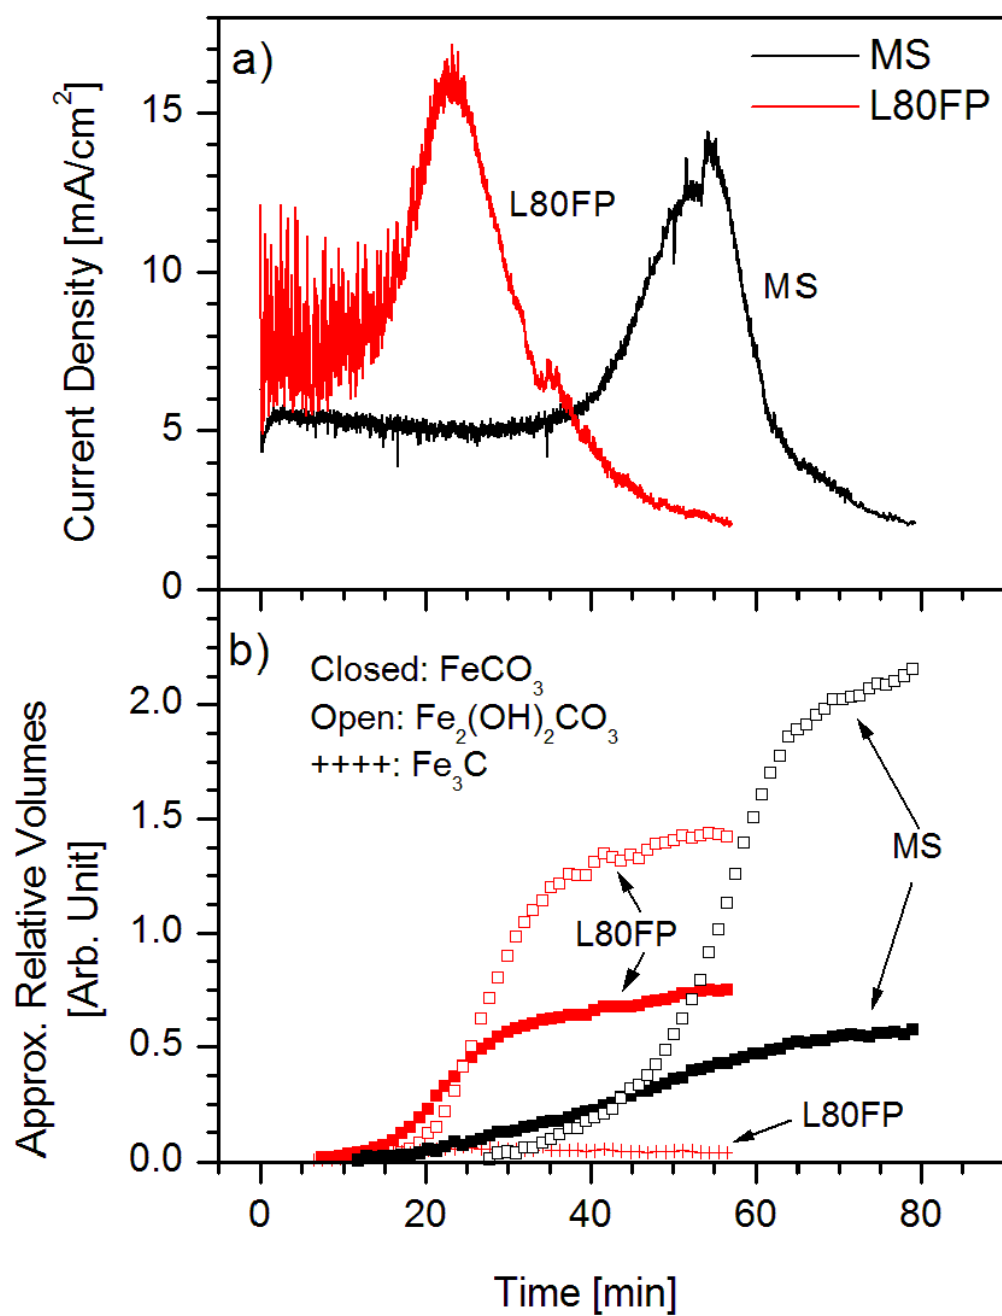 a)
MS
L80FP
L80FP
MS
Current Density [mA/cm²]
15
10
5
0
b)
Closed: FeCO₃
Open: Fe₂(OH)₂CO₃
++++: Fe₃C
MS
L80FP
L80FP
Approx. Relative Volumes
[Arb. Unit]
2.0
1.5
1.0
0.5
0.0
0 20 40 60 80
Time [min]